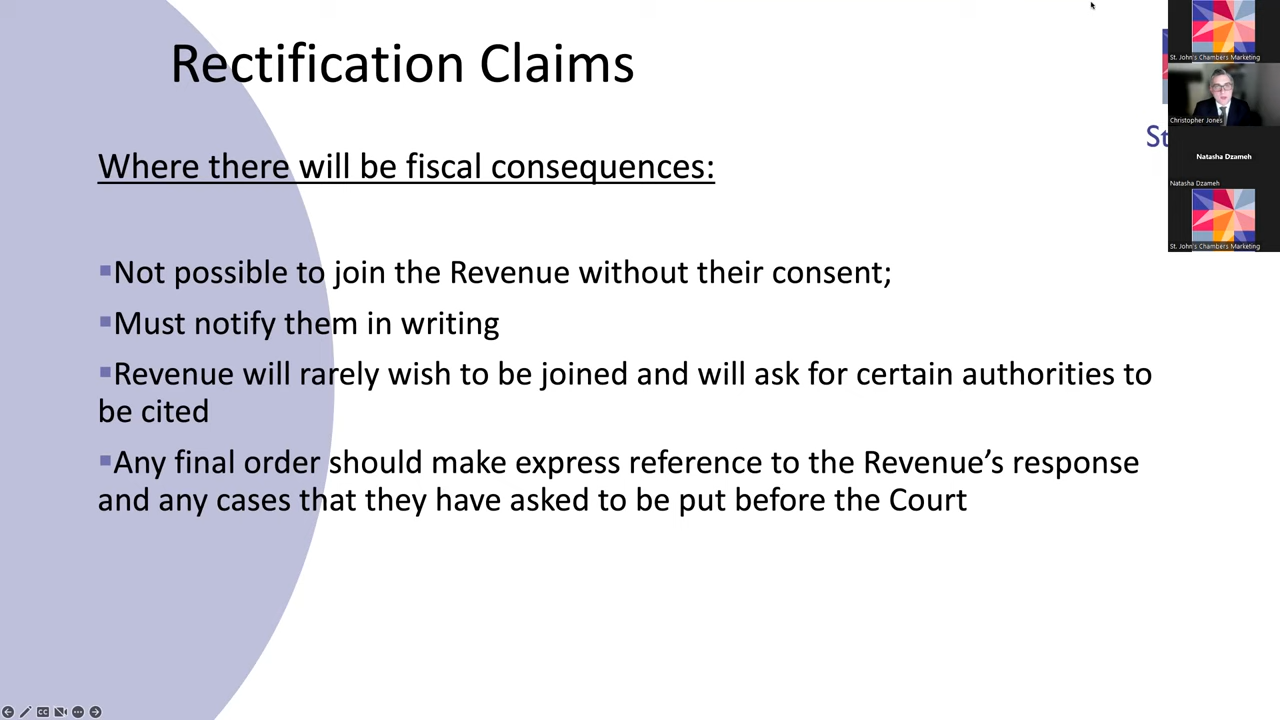 Rectification Claims
Where there will be fiscal consequences:
▪Not possible to join the Revenue without their consent;
▪Must notify them in writing
▪Revenue will rarely wish to be joined and will ask for certain authorities to
be cited
▪Any final order should make express reference to the Revenue's response
and any cases that they have asked to be put before the Court
St
St. John's Chambers Marketing
Christopher Jones
Natasha Dzameh
Natasha Dzameh
St. John's Chambers Marketing
CC